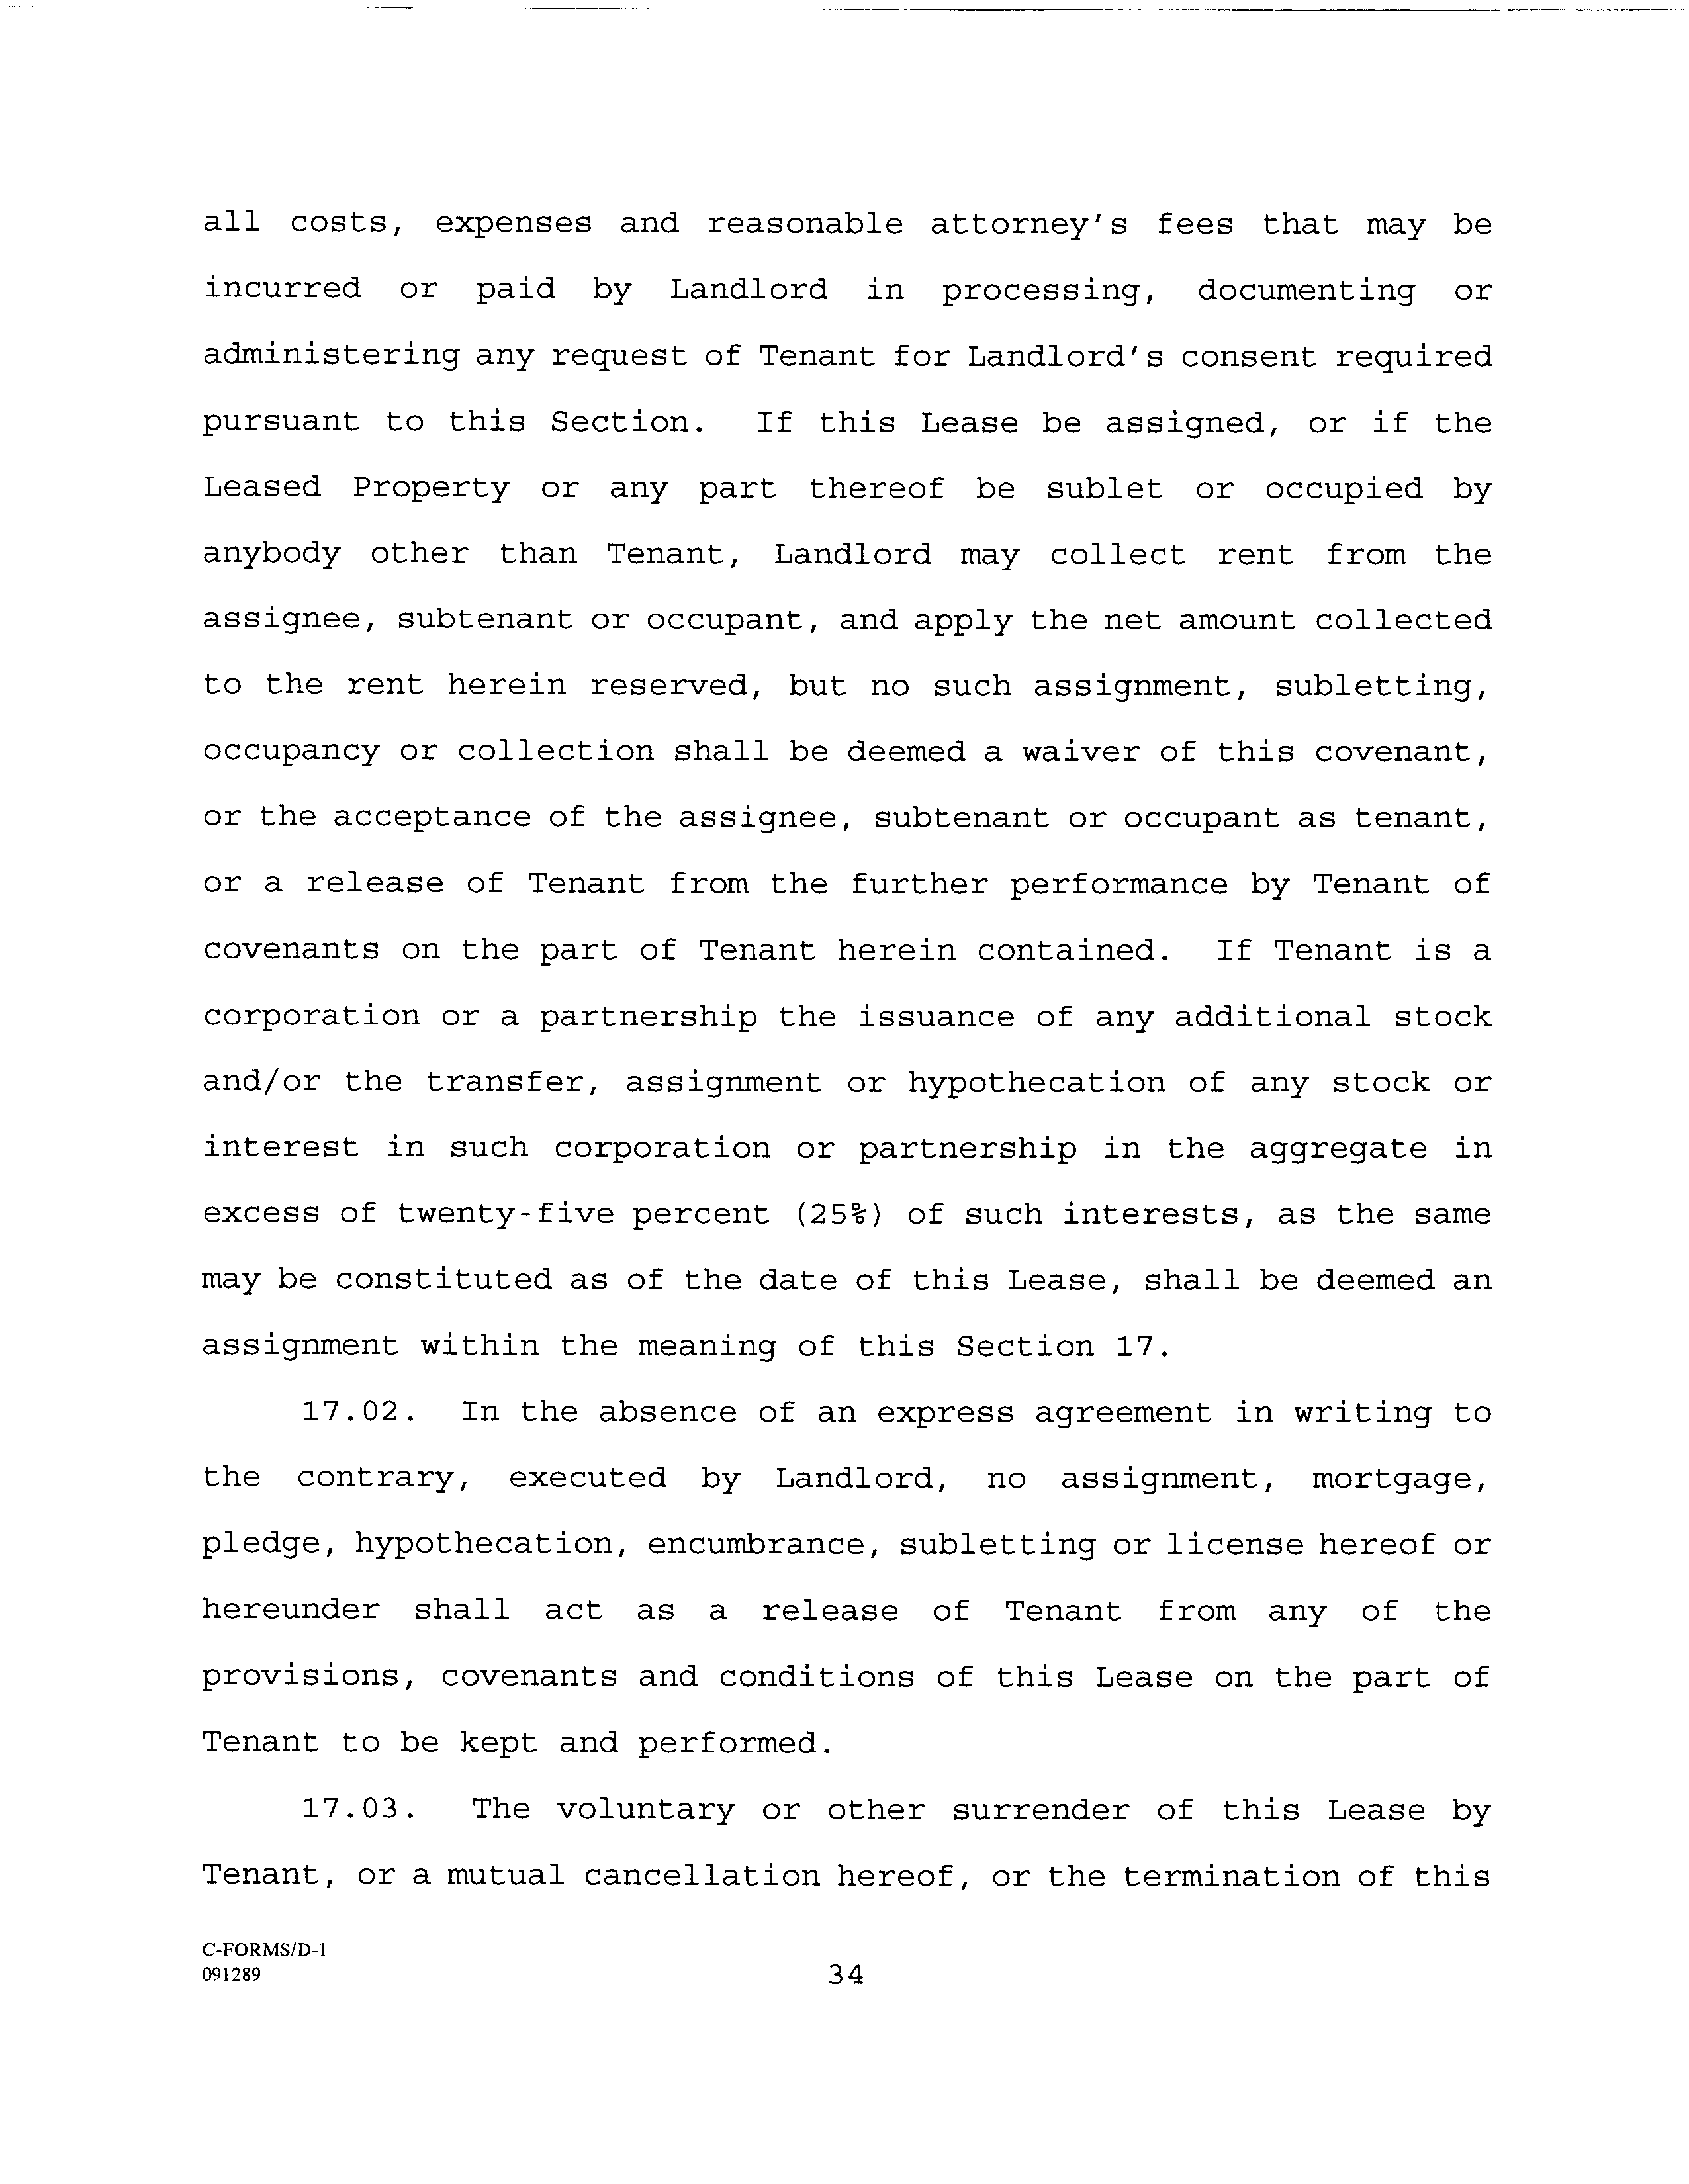 all costs, expenses and reasonable attorney's fees that may be
incurred or paid by Landlord in processing, documenting or
administering any request of Tenant for Landlord's consent required
pursuant to this Section. If this Lease be assigned, or if the
Leased Property or any part thereof be sublet or occupied by
anybody other than Tenant, Landlord may collect rent from the
assignee, subtenant or occupant, and apply the net amount collected
to the rent herein reserved, but no such assignment, subletting,
occupancy or collection shall be deemed a waiver of this covenant,
or the acceptance of the assignee, subtenant or occupant as tenant,
or a release of Tenant from the further performance by Tenant of
covenants on the part of Tenant herein contained. If Tenant is a
corporation or a partnership the issuance of any additional stock
and/or the transfer, assignment or hypothecation of any stock or
interest in such corporation or partnership in the aggregate in
excess of twenty-five percent (25%) of such interests, as the same
may be constituted as of the date of this Lease, shall be deemed an
assignment within the meaning of this Section 17.
17.02. In the absence of an express agreement in writing to
the contrary, executed by Landlord, no assignment, mortgage,
pledge, hypothecation, encumbrance, subletting or license hereof or
hereunder shall act as a release of Tenant from any of the
provisions, covenants and conditions of this Lease on the part of
Tenant to be kept and performed.
17.03. The voluntary or other surrender of this Lease by
Tenant, or a mutual cancellation hereof, or the termination of this
C-FORMS/D-1
091289
34